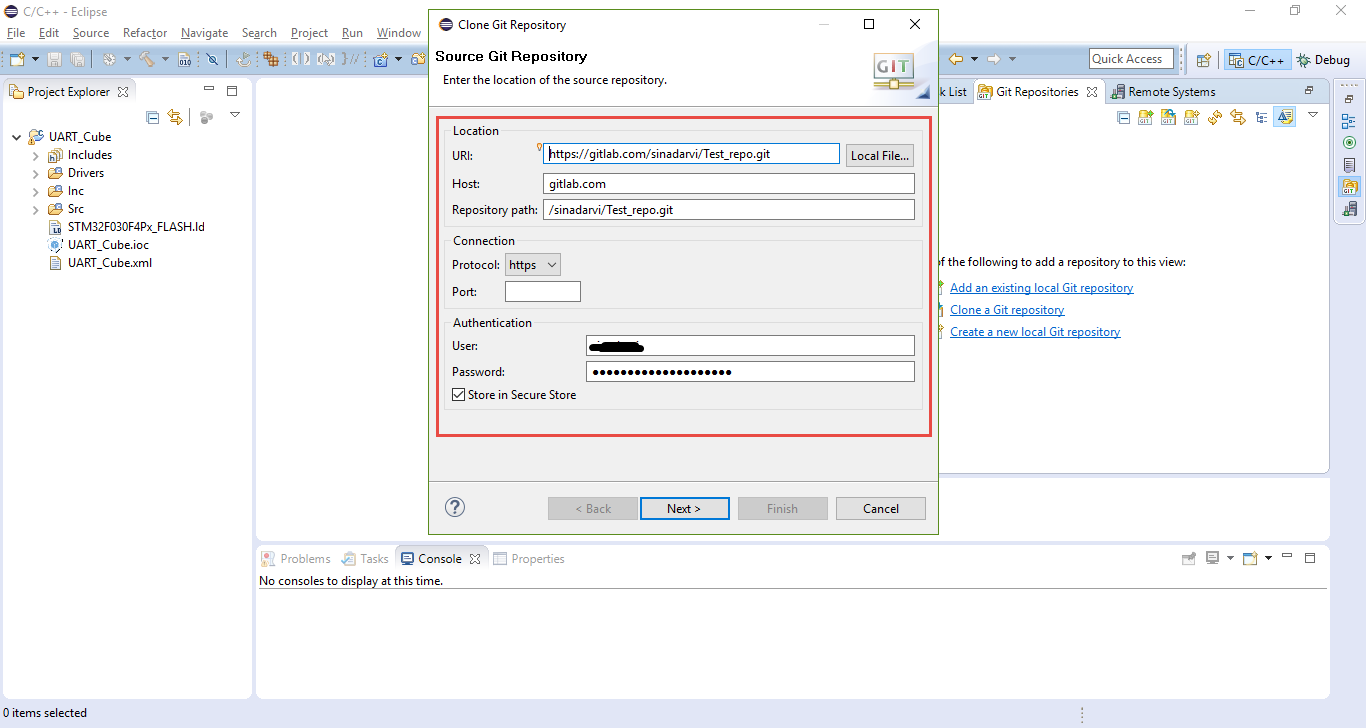 C/C++ - Eclipse
File Edit Source Refactor Navigate Search Project Run Window
Quick Access
C/C++
Debug
Project Explorer
UART_Cube
Includes
Drivers
Inc
Src
STM32F030F4Px_FLASH.ld
UART_Cube.ioc
UART_Cube.xml
Clone Git Repository
Source Git Repository
Enter the location of the source repository.
GIT
Location
URI: https://gitlab.com/sinadarvi/Test_repo.git Local File...
Host: gitlab.com
Repository path: /sinadarvi/Test_repo.git
Connection
Protocol: https
Port:
Authentication
User:
Password: ••••••••••••••••••••
Store in Secure Store
? < Back Next > Finish Cancel
k List Git Repositories Remote Systems
of the following to add a repository to this view:
Add an existing local Git repository
Clone a Git repository
Create a new local Git repository
Problems Tasks Console Properties
No consoles to display at this time.
0 items selected